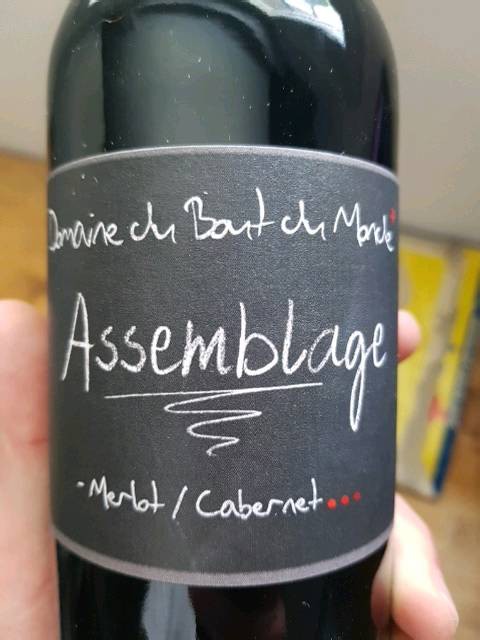 Domaine du Bout du Monde
Assemblage
- Merlot / Cabernet...